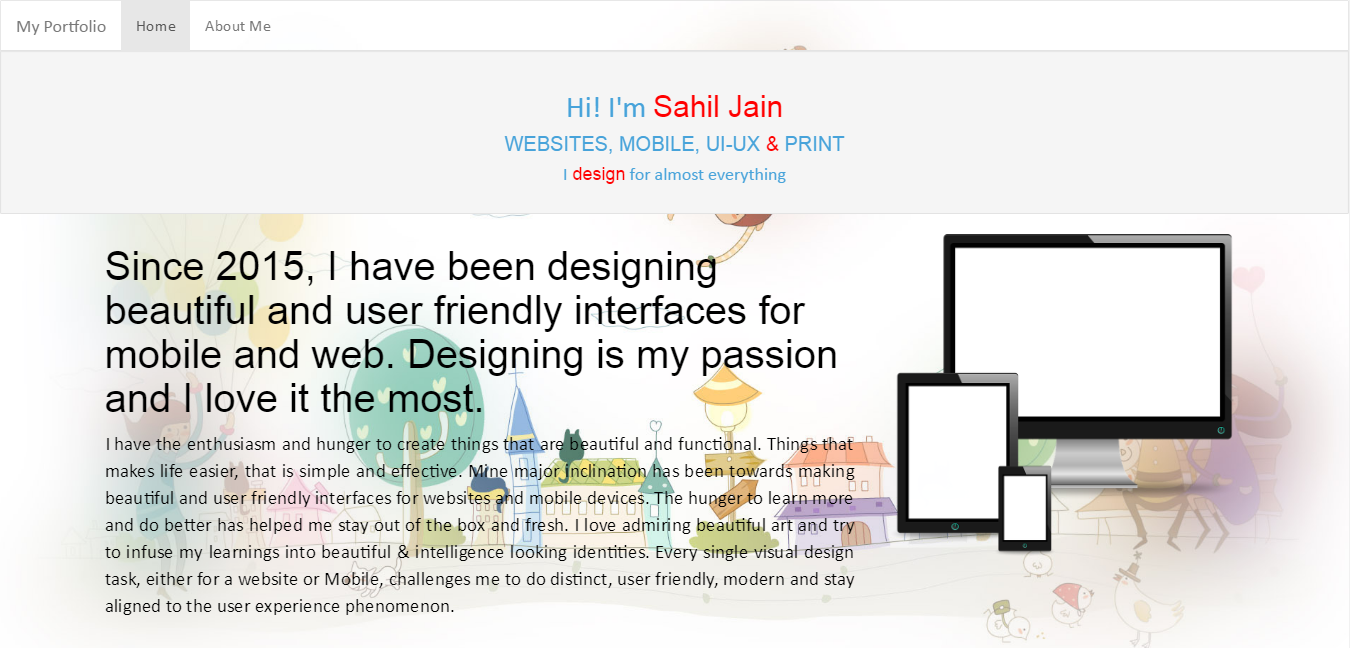 My Portfolio Home About Me
Hi! I'm Sahil Jain
WEBSITES, MOBILE, UI-UX & PRINT
I design for almost everything
Since 2015, I have been designing
beautiful and user friendly interfaces for
mobile and web. Designing is my passion
and I love it the most.
I have the enthusiasm and hunger to create things that are beautiful and functional. Things that
makes life easier, that is simple and effective. Mine major inclination has been towards making
beautiful and user friendly interfaces for websites and mobile devices. The hunger to learn more
and do better has helped me stay out of the box and fresh. I love admiring beautiful art and try
to infuse my learnings into beautiful & intelligence looking identities. Every single visual design
task, either for a website or Mobile, challenges me to do distinct, user friendly, modern and stay
aligned to the user experience phenomenon.